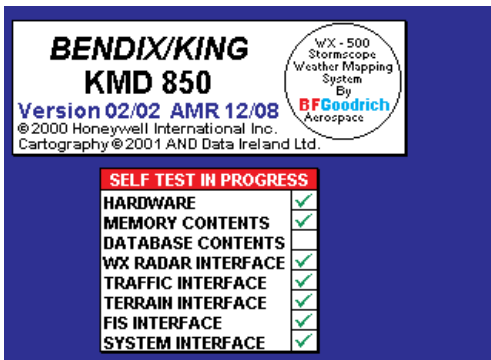 BENDIX/KING
KMD 850
Version 02/02 AMR 12/08
©2000 Honeywell International Inc.
Cartography©2001 AND Data Ireland Ltd.
WX - 500
Stormscope
Weather Mapping
System
By
BFGoodrich
Aerospace
SELF TEST IN PROGRESS
HARDWARE ✓
MEMORY CONTENTS ✓
DATABASE CONTENTS
WX RADAR INTERFACE ✓
TRAFFIC INTERFACE ✓
TERRAIN INTERFACE ✓
FIS INTERFACE ✓
SYSTEM INTERFACE ✓